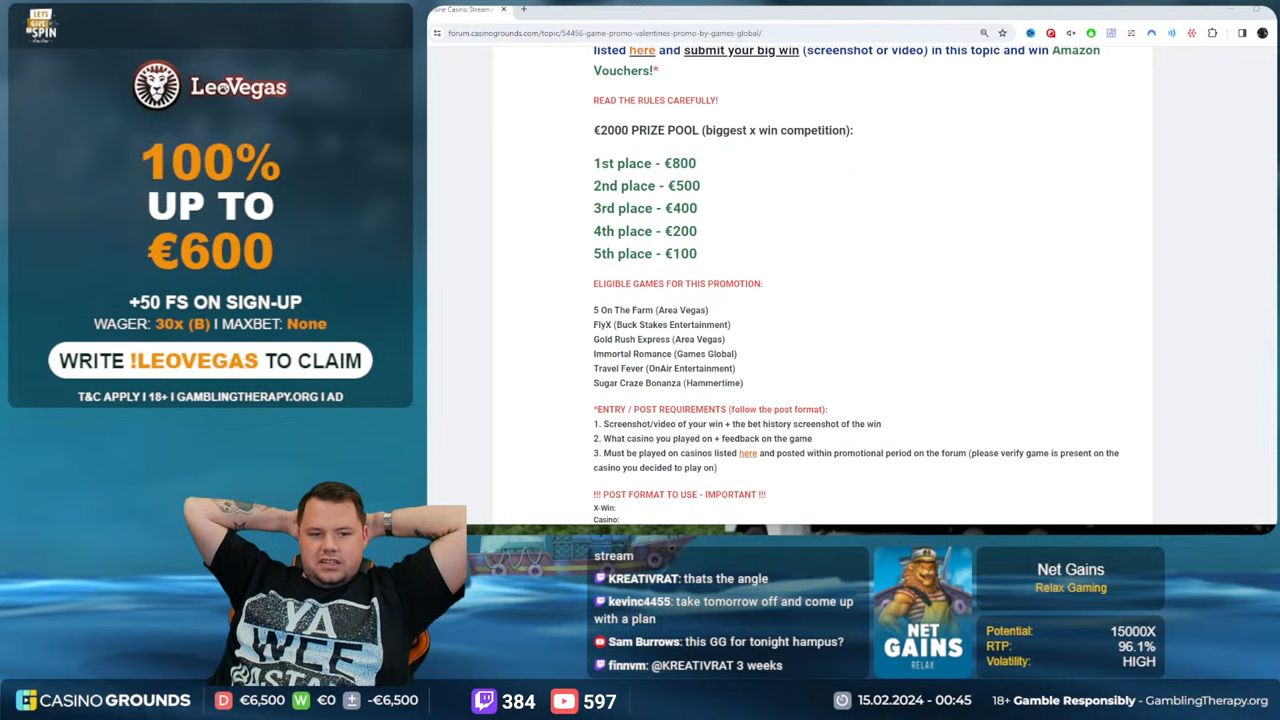 LETS
GIVE IT A
SPIN
LeoVegas
100%
UP TO
€600
+50 FS ON SIGN-UP
WAGER: 30x (B) I MAXBET: None
WRITE !LEOVEGAS TO CLAIM
T&C APPLY I 18+ I GAMBLINGTHERAPY.ORG I AD
ine Casino Stream
forum.casinogrounds.com/topic/54456-game-promo-valentines-promo-by-games-global/
listed here and submit your big win (screenshot or video) in this topic and win Amazon
Vouchers!*
READ THE RULES CAREFULLY!
€2000 PRIZE POOL (biggest x win competition):
1st place - €800
2nd place - €500
3rd place - €400
4th place - €200
5th place - €100
ELIGIBLE GAMES FOR THIS PROMOTION:
5 On The Farm (Area Vegas)
FlyX (Buck Stakes Entertainment)
Gold Rush Express (Area Vegas)
Immortal Romance (Games Global)
Travel Fever (OnAir Entertainment)
Sugar Craze Bonanza (Hammertime)
*ENTRY / POST REQUIREMENTS (follow the post format):
1. Screenshot/video of your win + the bet history screenshot of the win
2. What casino you played on + feedback on the game
3. Must be played on casinos listed here and posted within promotional period on the forum (please verify game is present on the
casino you decided to play on)
!!! POST FORMAT TO USE - IMPORTANT !!!
X-Win:
Casino:
YA
WEE
stream
KREATIVRAT: thats the angle
kevinc4455: take tomorrow off and come up
with a plan
Sam Burrows: this GG for tonight hampus?
finnvm: @KREATIVRAT 3 weeks
NET
GAINS
RELAX
Net Gains
Relax Gaming
Potential: 15000X
RTP: 96.1%
Volatility: HIGH
CASINOGROUNDS
D €6,500 W €0 ± -€6,500
384
597
15.02.2024 - 00:45
18+ Gamble Responsibly - GamblingTherapy.org